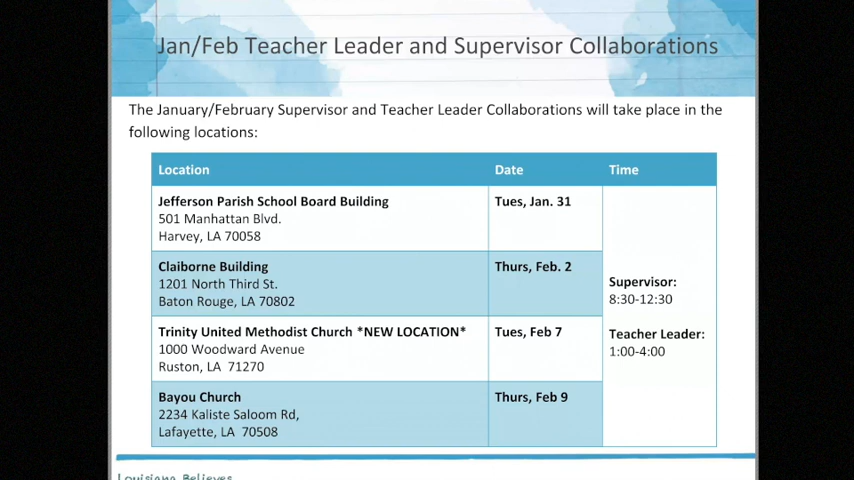 Jan/Feb Teacher Leader and Supervisor Collaborations
The January/February Supervisor and Teacher Leader Collaborations will take place in the
following locations:
Location Date Time
Jefferson Parish School Board Building Tues, Jan. 31
501 Manhattan Blvd.
Harvey, LA 70058
Claiborne Building Thurs, Feb. 2
1201 North Third St.
Baton Rouge, LA 70802
Trinity United Methodist Church *NEW LOCATION* Tues, Feb 7
1000 Woodward Avenue
Ruston, LA 71270
Bayou Church Thurs, Feb 9
2234 Kaliste Saloom Rd,
Lafayette, LA 70508
Supervisor:
8:30-12:30
Teacher Leader:
1:00-4:00
Louisiana Believes